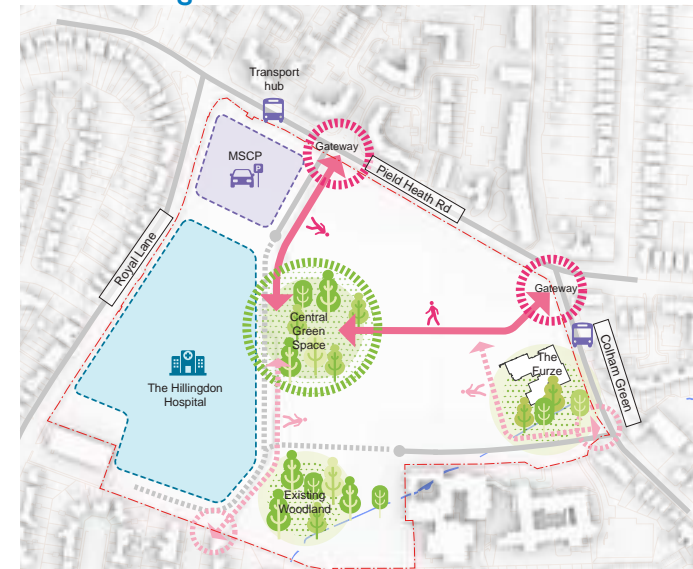 Transport
hub
Gateway
MSCP
P
Pield Heath Rd
Royal Lane
Gateway
Central
Green
Space
Colham Green
The
Furze
The Hillingdon
Hospital
Existing
Woodland